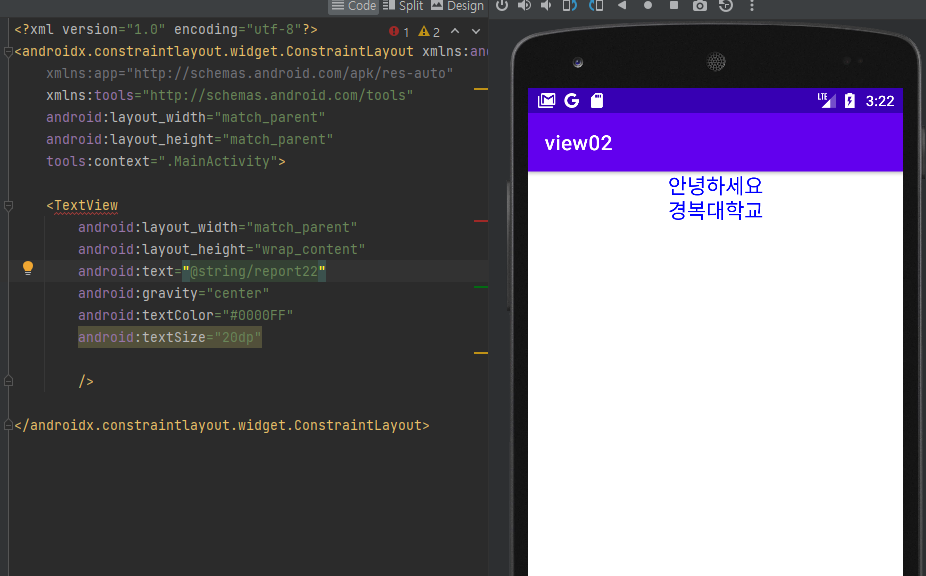 Code Split Design
<?xml version="1.0" encoding="utf-8"?> 1 2
<androidx.constraintlayout.widget.ConstraintLayout xmlns:an
xmlns:app="http://schemas.android.com/apk/res-auto"
xmlns:tools="http://schemas.android.com/tools"
android:layout_width="match_parent"
android:layout_height="match_parent"
tools:context=".MainActivity">
<TextView
android:layout_width="match_parent"
android:layout_height="wrap_content"
android:text="@string/report22"
android:gravity="center"
android:textColor="#0000FF"
android:textSize="20dp"
/>
</androidx.constraintlayout.widget.ConstraintLayout>
G LTE 3:22
view02
안녕하세요
경복대학교